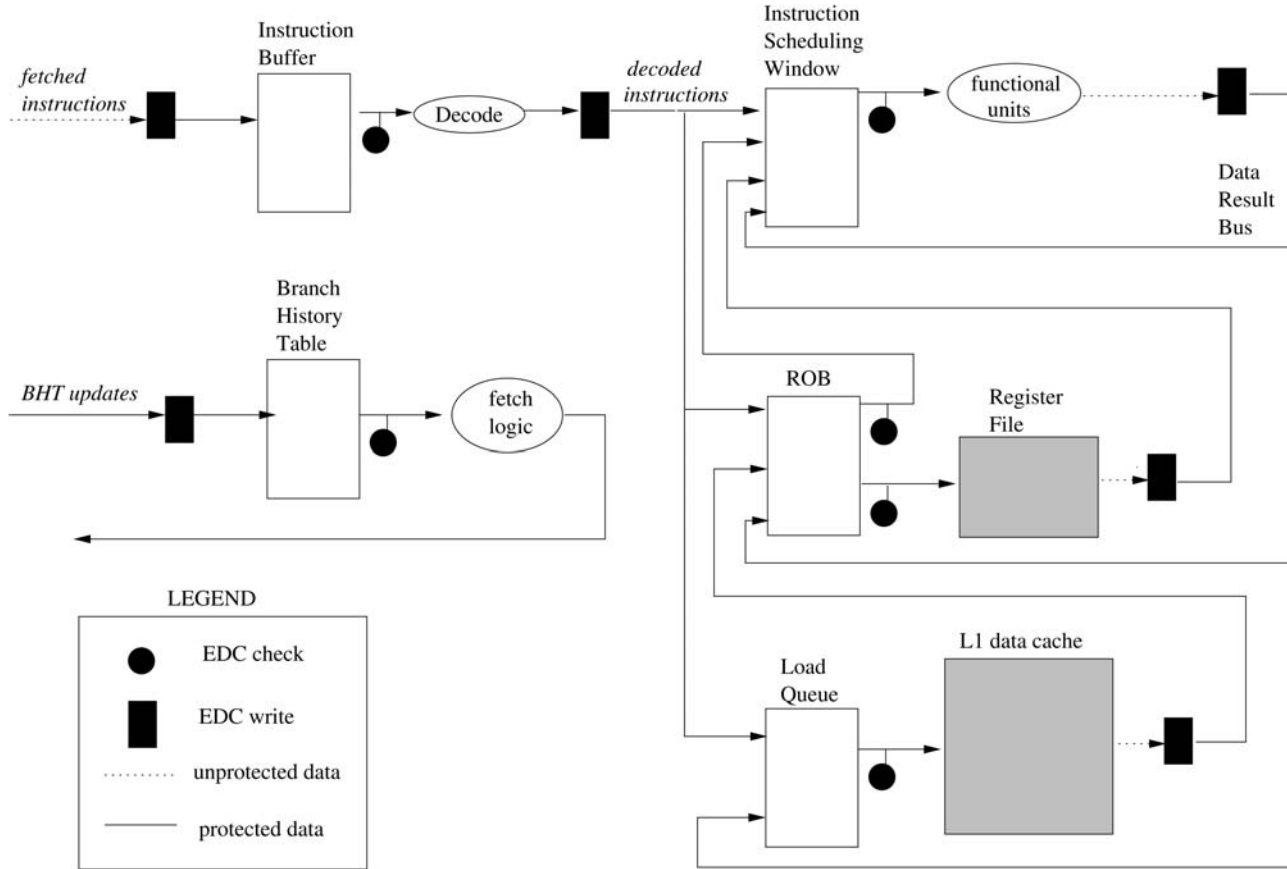 Instruction
Buffer
fetched
instructions
Decode
decoded
instructions
Instruction
Scheduling
Window
functional
units
Data
Result
Bus
Branch
History
Table
BHT updates
fetch
logic
ROB
Register
File
LEGEND
EDC check
EDC write
unprotected data
protected data
Load
Queue
L1 data cache